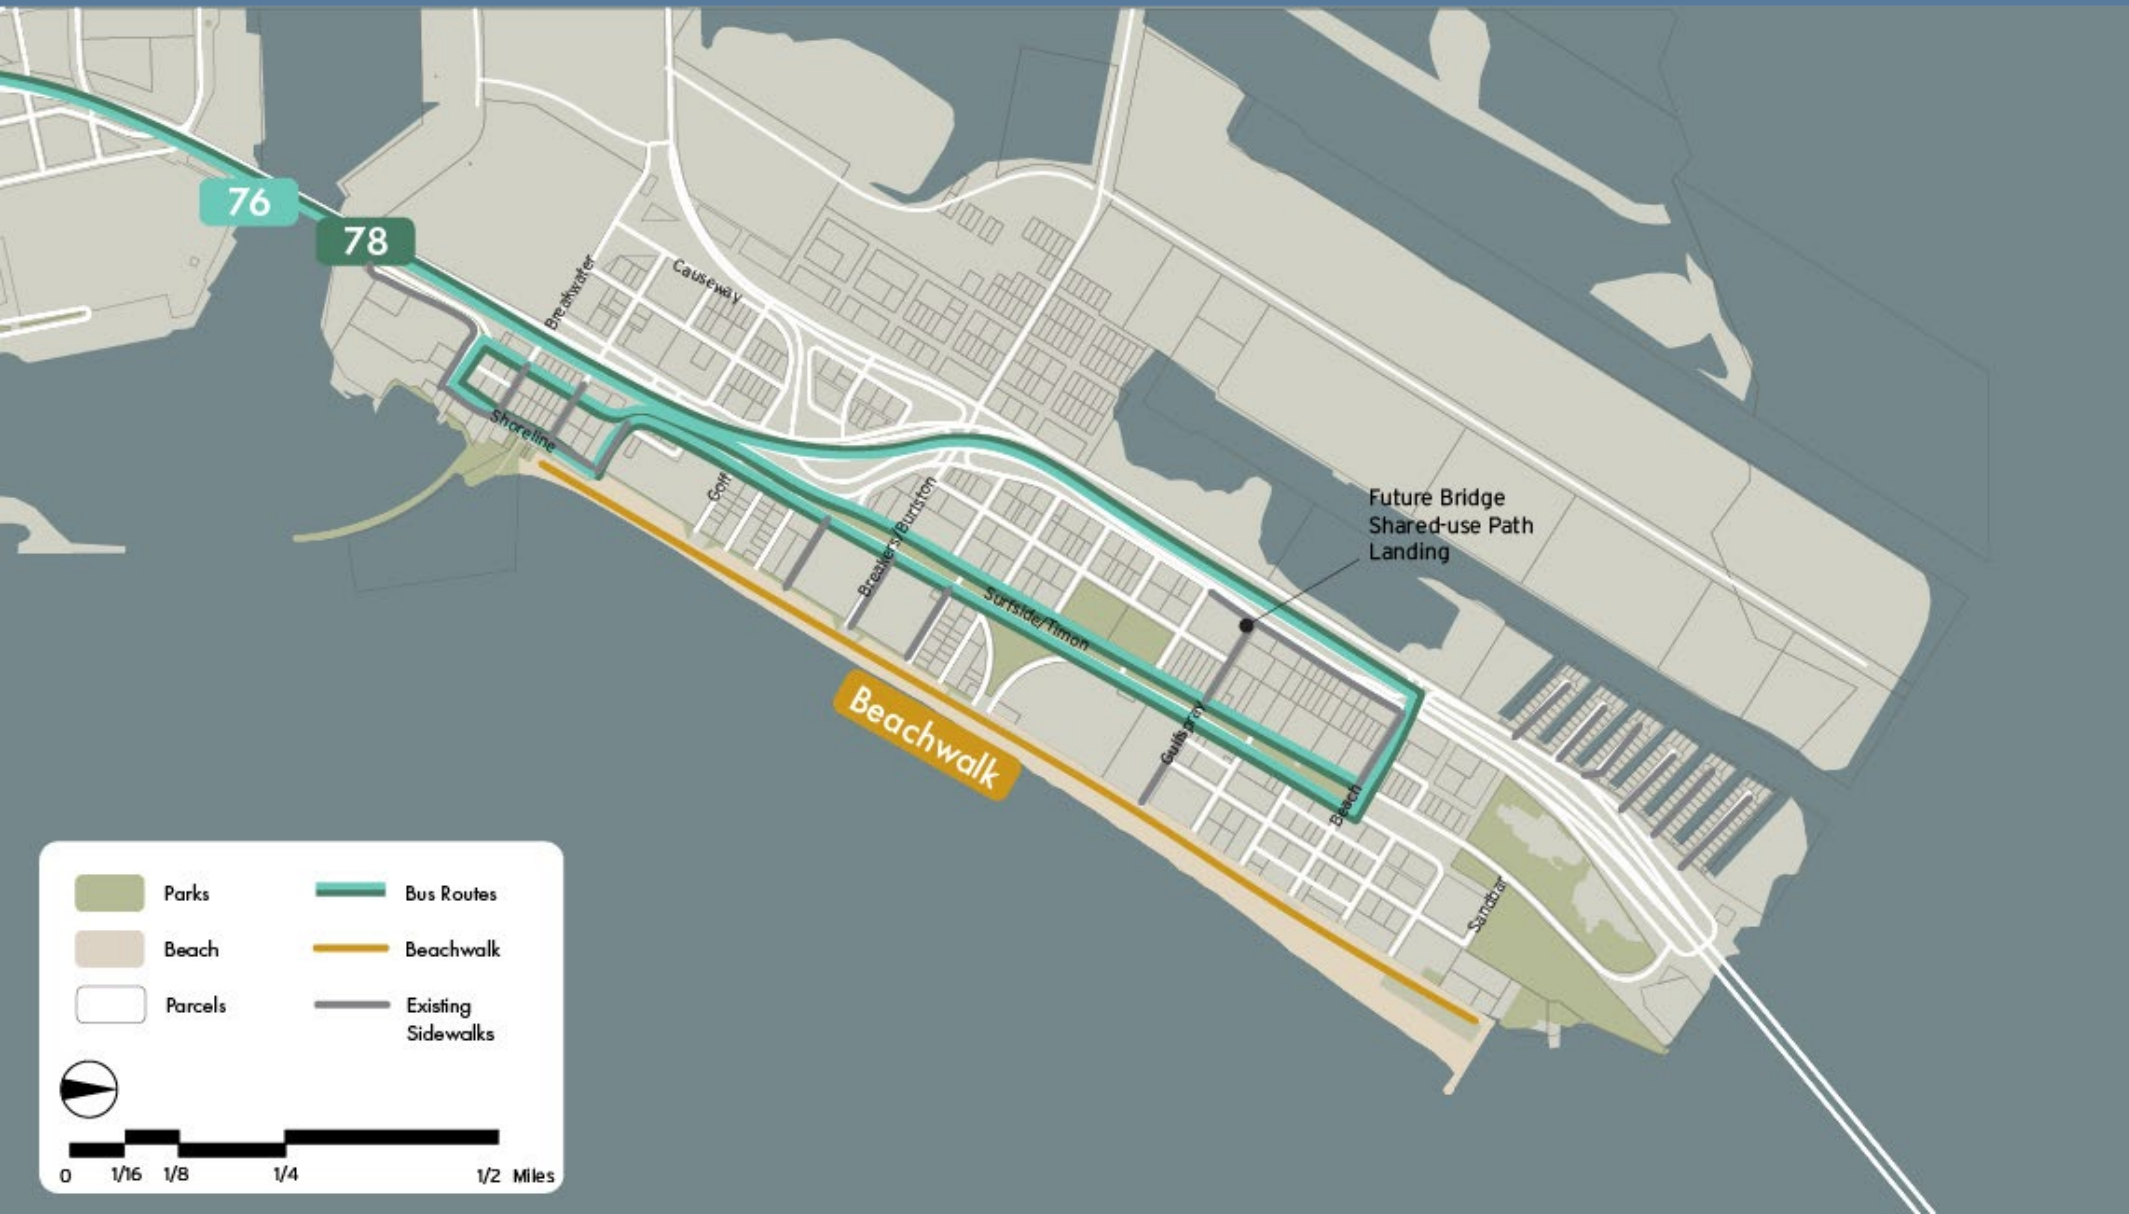 76
78
Breakwater
Causeway
Shoreline
Golf
Breakers/Burleson
Surfside/Timon
Future Bridge
Shared-use Path
Landing
Beach
Sandbar
Beachwalk
Parks
Bus Routes
Beach
Beachwalk
Parcels
Existing
Sidewalks
0
1/16
1/8
1/4
1/2
Miles